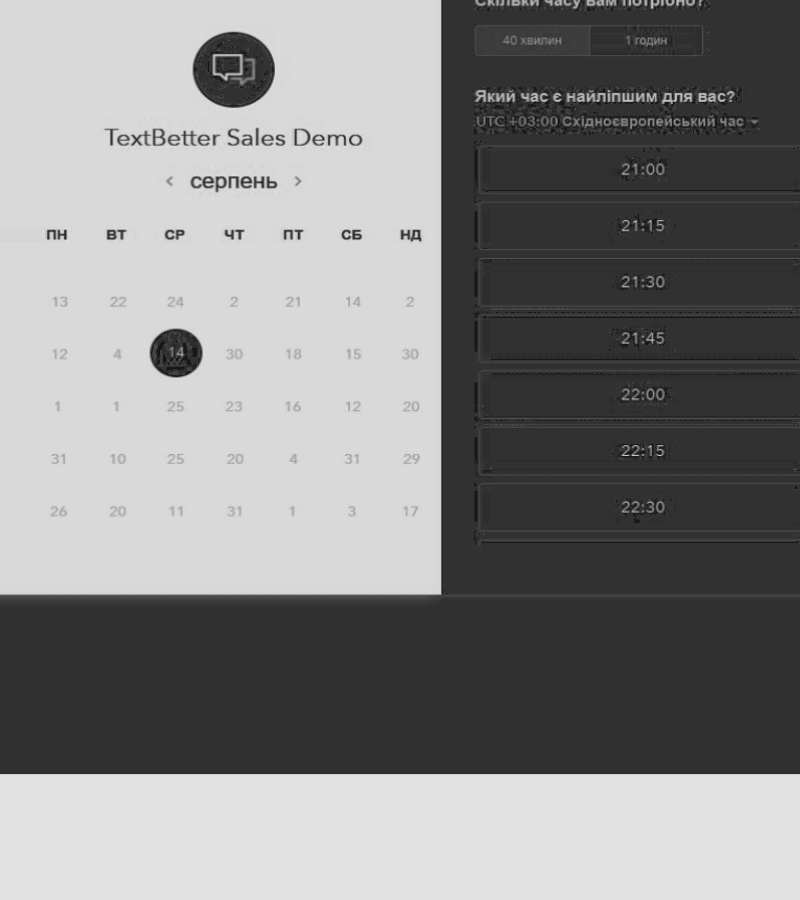 TextBetter Sales Demo
серпень
ПН ВТ СР ЧТ ПТ СБ НД
13 22 24 2 21 14 2
12 4 14 30 18 15 30
1 1 25 23 16 12 20
31 10 25 20 4 31 29
26 20 11 31 1 3 17
Скільки часу вам потрібно?
40 хвилин 1 годин
Який час є найліпшим для вас?
UTC +03:00 Східноєвропейський час
21:00
21:15
21:30
21:45
22:00
22:15
22:30